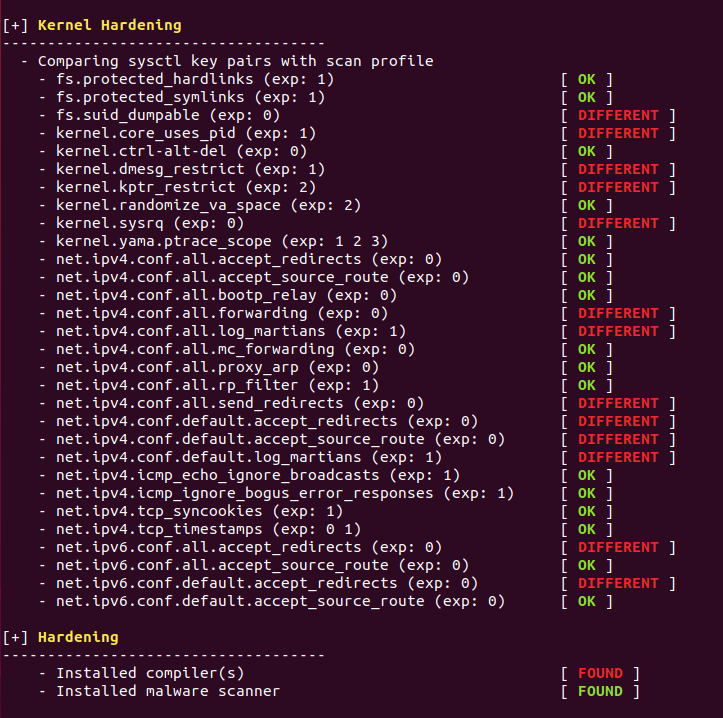 [+] Kernel Hardening
------------------------------------
  - Comparing sysctl key pairs with scan profile
    - fs.protected_hardlinks (exp: 1)                         [ OK ]
    - fs.protected_symlinks (exp: 1)                          [ OK ]
    - fs.suid_dumpable (exp: 0)                               [ DIFFERENT ]
    - kernel.core_uses_pid (exp: 1)                           [ DIFFERENT ]
    - kernel.ctrl-alt-del (exp: 0)                            [ OK ]
    - kernel.dmesg_restrict (exp: 1)                          [ DIFFERENT ]
    - kernel.kptr_restrict (exp: 2)                           [ DIFFERENT ]
    - kernel.randomize_va_space (exp: 2)                      [ OK ]
    - kernel.sysrq (exp: 0)                                   [ DIFFERENT ]
    - kernel.yama.ptrace_scope (exp: 1 2 3)                   [ OK ]
    - net.ipv4.conf.all.accept_redirects (exp: 0)             [ OK ]
    - net.ipv4.conf.all.accept_source_route (exp: 0)          [ OK ]
    - net.ipv4.conf.all.bootp_relay (exp: 0)                  [ OK ]
    - net.ipv4.conf.all.forwarding (exp: 0)                   [ DIFFERENT ]
    - net.ipv4.conf.all.log_martians (exp: 1)                 [ DIFFERENT ]
    - net.ipv4.conf.all.mc_forwarding (exp: 0)                [ OK ]
    - net.ipv4.conf.all.proxy_arp (exp: 0)                    [ OK ]
    - net.ipv4.conf.all.rp_filter (exp: 1)                    [ OK ]
    - net.ipv4.conf.all.send_redirects (exp: 0)               [ DIFFERENT ]
    - net.ipv4.conf.default.accept_redirects (exp: 0)         [ DIFFERENT ]
    - net.ipv4.conf.default.accept_source_route (exp: 0)      [ DIFFERENT ]
    - net.ipv4.conf.default.log_martians (exp: 1)             [ DIFFERENT ]
    - net.ipv4.icmp_echo_ignore_broadcasts (exp: 1)           [ OK ]
    - net.ipv4.icmp_ignore_bogus_error_responses (exp: 1)     [ OK ]
    - net.ipv4.tcp_syncookies (exp: 1)                        [ OK ]
    - net.ipv4.tcp_timestamps (exp: 0 1)                      [ OK ]
    - net.ipv6.conf.all.accept_redirects (exp: 0)             [ DIFFERENT ]
    - net.ipv6.conf.all.accept_source_route (exp: 0)          [ OK ]
    - net.ipv6.conf.default.accept_redirects (exp: 0)         [ DIFFERENT ]
    - net.ipv6.conf.default.accept_source_route (exp: 0)      [ OK ]

[+] Hardening
------------------------------------
    - Installed compiler(s)                                   [ FOUND ]
    - Installed malware scanner                               [ FOUND ]